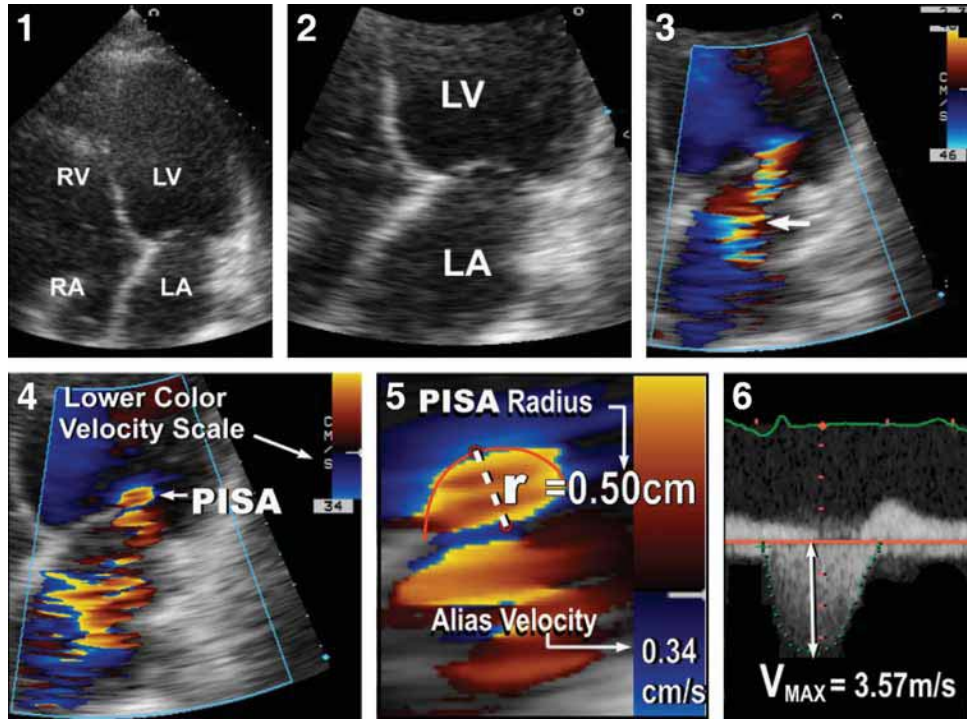 1
RV
LV
RA
LA
2
LV
LA
3
CM/S
46
4
Lower Color
Velocity Scale
CM/S
PISA
34
5
PISA Radius
r =0.50cm
Alias Velocity
0.34
cm/s
6
VMAX = 3.57m/s